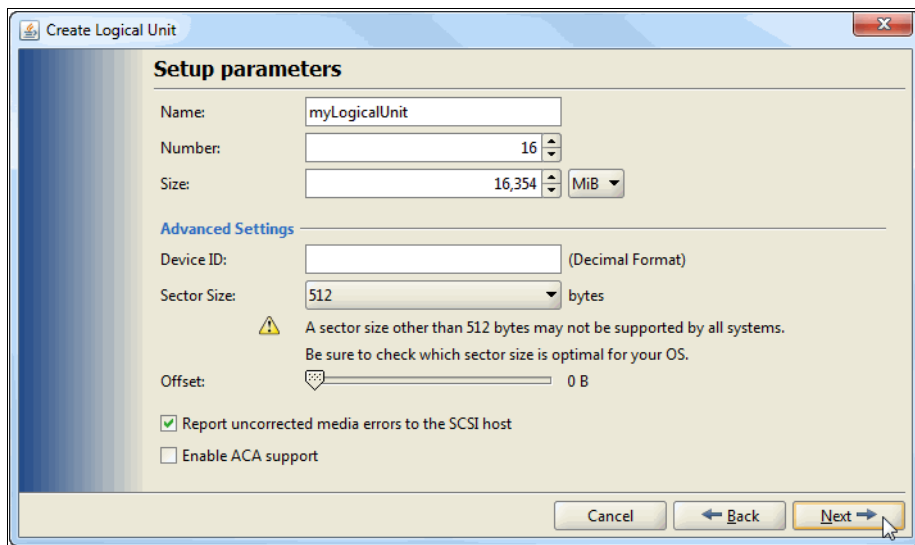 Create Logical Unit
Setup parameters
Name: myLogicalUnit
Number: 16
Size: 16,354 MiB
Advanced Settings
Device ID: (Decimal Format)
Sector Size: 512 bytes
A sector size other than 512 bytes may not be supported by all systems.
Be sure to check which sector size is optimal for your OS.
Offset: 0 B
Report uncorrected media errors to the SCSI host
Enable ACA support
Cancel Back Next